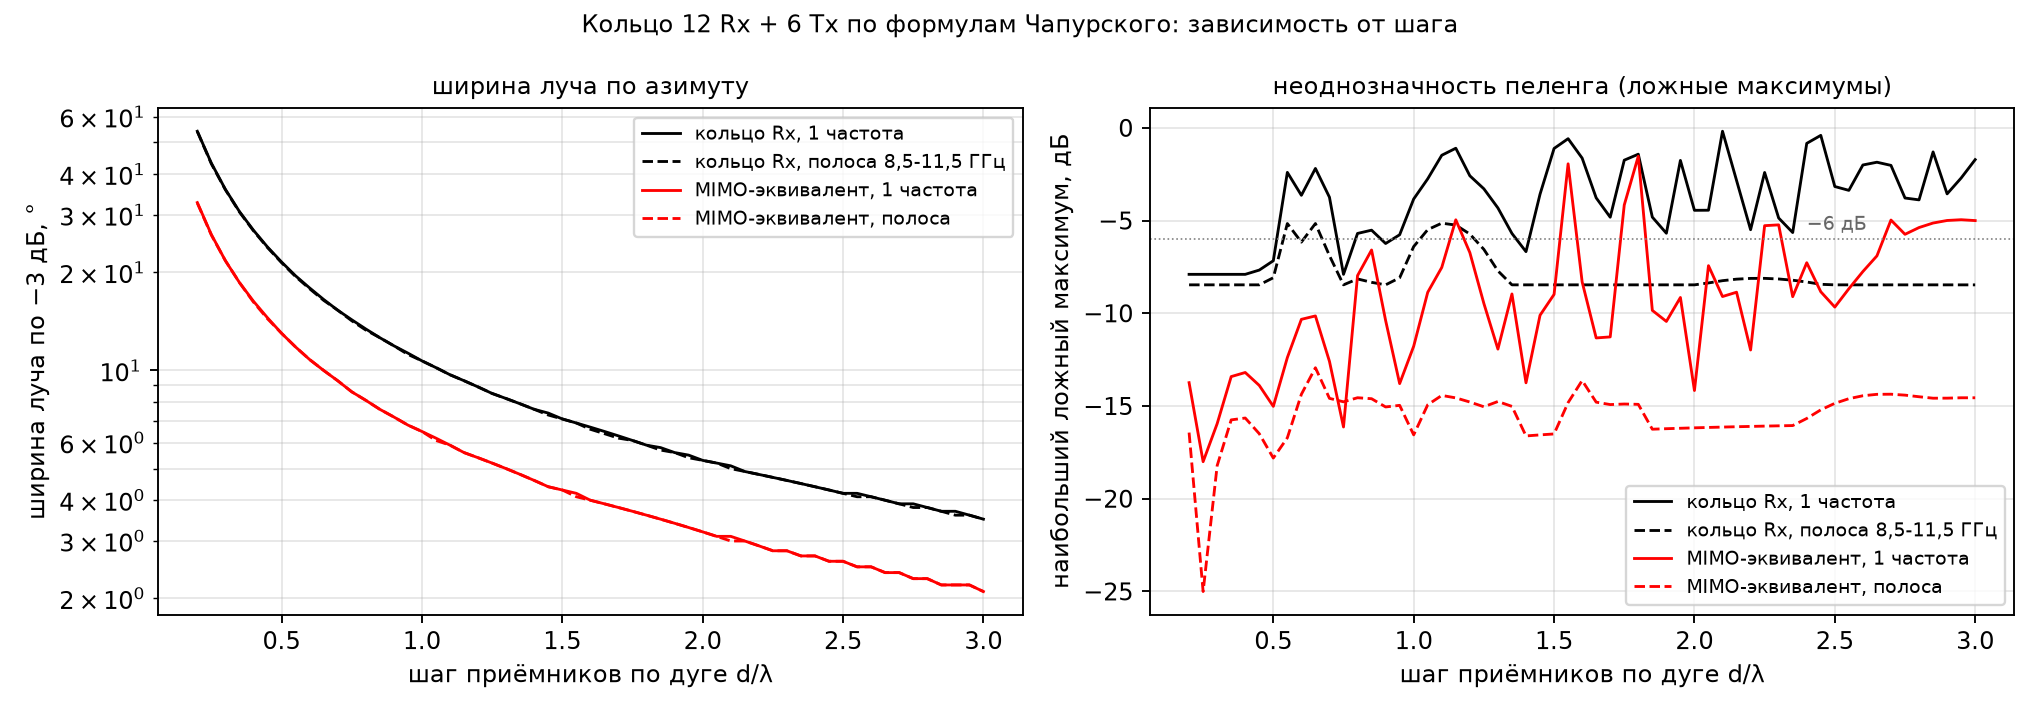 Кольцо 12 Rx + 6 Tx по формулам Чапурского: зависимость от шага
ширина луча по азимуту
ширина луча по −3 дБ, °
6 × 10¹
4 × 10¹
3 × 10¹
2 × 10¹
10¹
6 × 10⁰
4 × 10⁰
3 × 10⁰
2 × 10⁰
кольцо Rx, 1 частота
кольцо Rx, полоса 8,5-11,5 ГГц
MIMO-эквивалент, 1 частота
MIMO-эквивалент, полоса
0.5 1.0 1.5 2.0 2.5 3.0
шаг приёмников по дуге d/λ
неоднозначность пеленга (ложные максимумы)
наибольший ложный максимум, дБ
0
−5
−10
−15
−20
−25
−6 дБ
кольцо Rx, 1 частота
кольцо Rx, полоса 8,5-11,5 ГГц
MIMO-эквивалент, 1 частота
MIMO-эквивалент, полоса
0.5 1.0 1.5 2.0 2.5 3.0
шаг приёмников по дуге d/λ